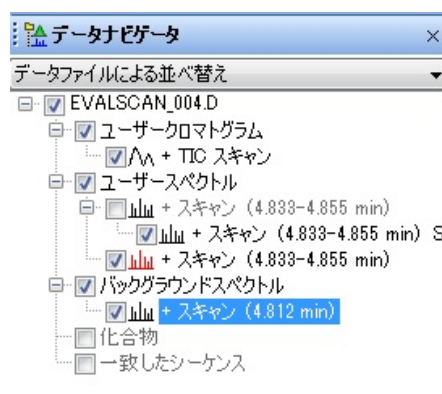 データナビゲータ
データファイルによる並べ替え
EVALSCAN_004.D
ユーザークロマトグラム
+ TIC スキャン
ユーザースペクトル
+ スキャン (4.833-4.855 min)
+ スキャン (4.833-4.855 min) S
+ スキャン (4.833-4.855 min)
バックグラウンドスペクトル
+ スキャン (4.812 min)
化合物
一致したシーケンス